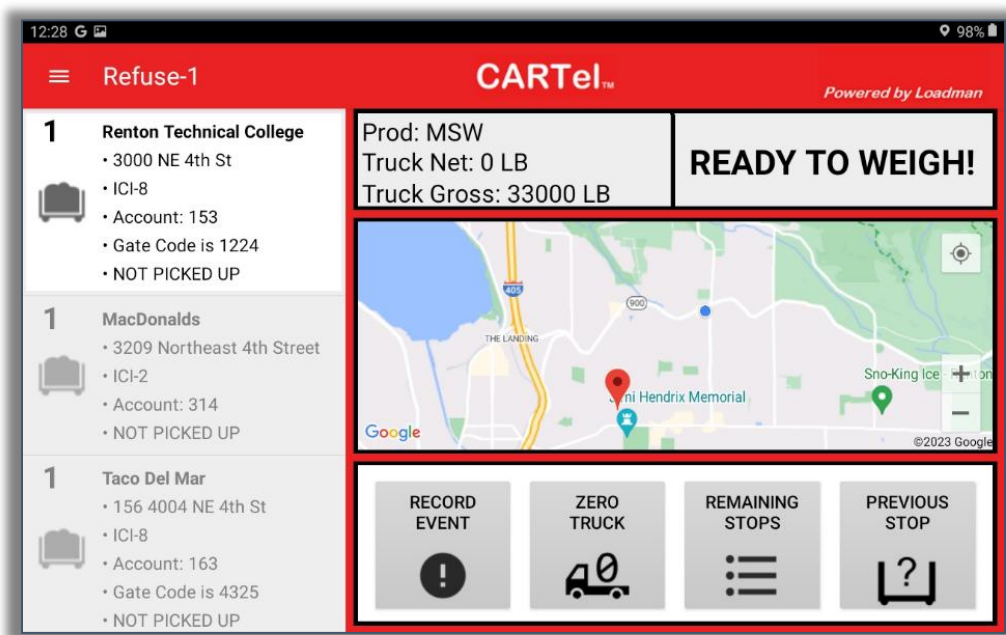 12:28 G
98%
Refuse-1
CARTel™
Powered by Loadman
1
Renton Technical College
• 3000 NE 4th St
• ICI-8
• Account: 153
• Gate Code is 1224
• NOT PICKED UP
1
MacDonalds
• 3209 Northeast 4th Street
• ICI-2
• Account: 314
• NOT PICKED UP
1
Taco Del Mar
• 156 4004 NE 4th St
• ICI-8
• Account: 163
• Gate Code is 4325
• NOT PICKED UP
Prod: MSW
Truck Net: 0 LB
Truck Gross: 33000 LB
READY TO WEIGH!
405
900
THE LANDING
Sno-King Ice
Hendrix Memorial
Google
+
−
©2023 Google
RECORD
EVENT
!
ZERO
TRUCK
0
REMAINING
STOPS
PREVIOUS
STOP
?